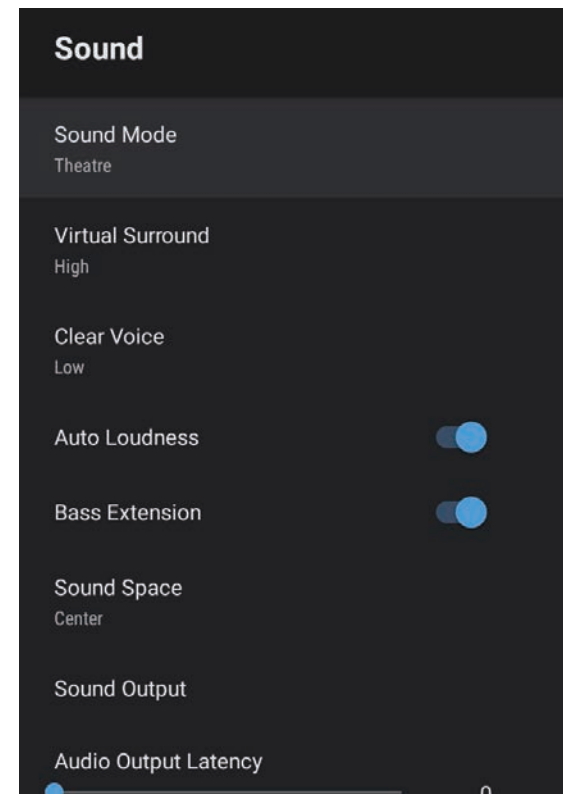 Sound
Sound Mode
Theatre
Virtual Surround
High
Clear Voice
Low
Auto Loudness
Bass Extension
Sound Space
Center
Sound Output
Audio Output Latency
0